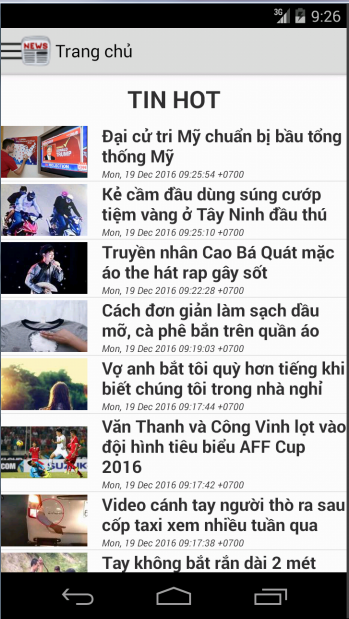 3G
9:26
NEWS
Trang chủ
TIN HOT
Đại cử tri Mỹ chuẩn bị bầu tổng
thống Mỹ
Mon, 19 Dec 2016 09:25:54 +0700
Kẻ cầm đầu dùng súng cướp
tiệm vàng ở Tây Ninh đầu thú
Mon, 19 Dec 2016 09:25:10 +0700
Truyền nhân Cao Bá Quát mặc
áo the hát rap gây sốt
Mon, 19 Dec 2016 09:22:28 +0700
Cách đơn giản làm sạch dầu
mỡ, cà phê bắn trên quần áo
Mon, 19 Dec 2016 09:19:03 +0700
Vợ anh bắt tôi quỳ hơn tiếng khi
biết chúng tôi trong nhà nghỉ
Mon, 19 Dec 2016 09:17:44 +0700
Văn Thanh và Công Vinh lọt vào
đội hình tiêu biểu AFF Cup
2016
Mon, 19 Dec 2016 09:17:42 +0700
SUZUK
Video cánh tay người thò ra sau
cốp taxi xem nhiều tuần qua
Mon, 19 Dec 2016 09:17:38 +0700
Tay không bắt rắn dài 2 mét